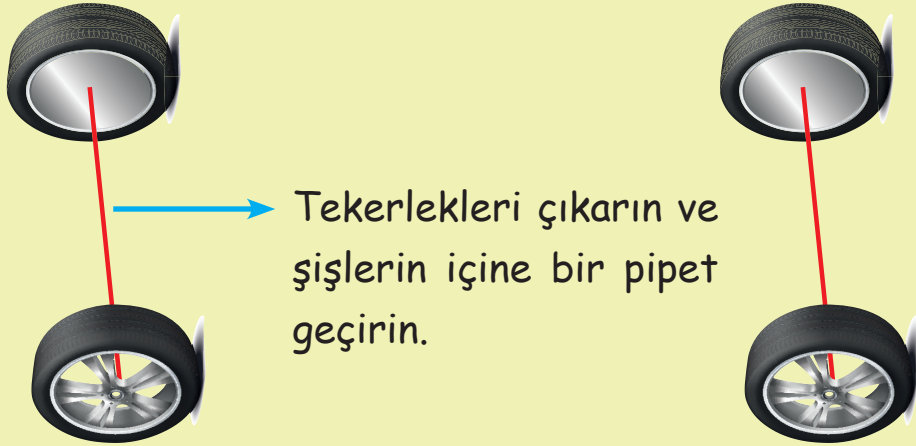 Tekerlekleri çıkarın ve
şişlerin içine bir pipet
geçirin.